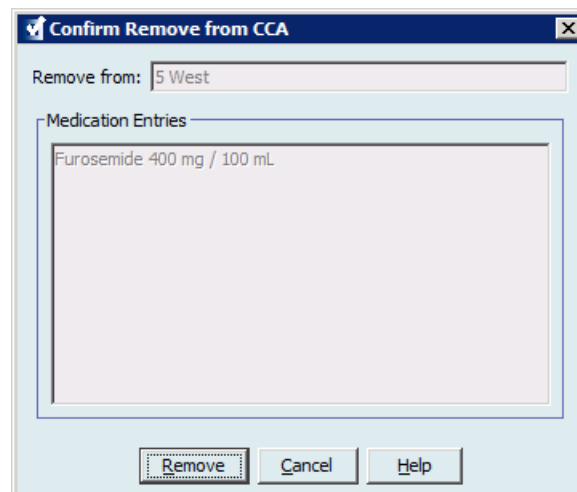 Confirm Remove from CCA
Remove from: 5 West
Medication Entries
Furosemide 400 mg / 100 mL
Remove Cancel Help